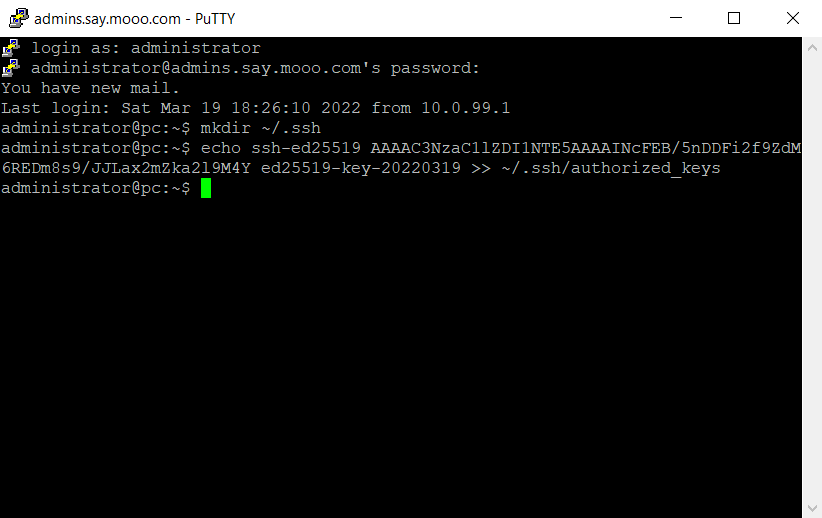 admins.say.mooo.com - PuTTY
login as: administrator
administrator@admins.say.mooo.com's password:
You have new mail.
Last login: Sat Mar 19 18:26:10 2022 from 10.0.99.1
administrator@pc:~$ mkdir ~/.ssh
administrator@pc:~$ echo ssh-ed25519 AAAAC3NzaC1lZDI1NTE5AAAAINcFEB/5nDDFi2f9ZdM
6REDm8s9/JJLax2mZka2l9M4Y ed25519-key-20220319 >> ~/.ssh/authorized_keys
administrator@pc:~$